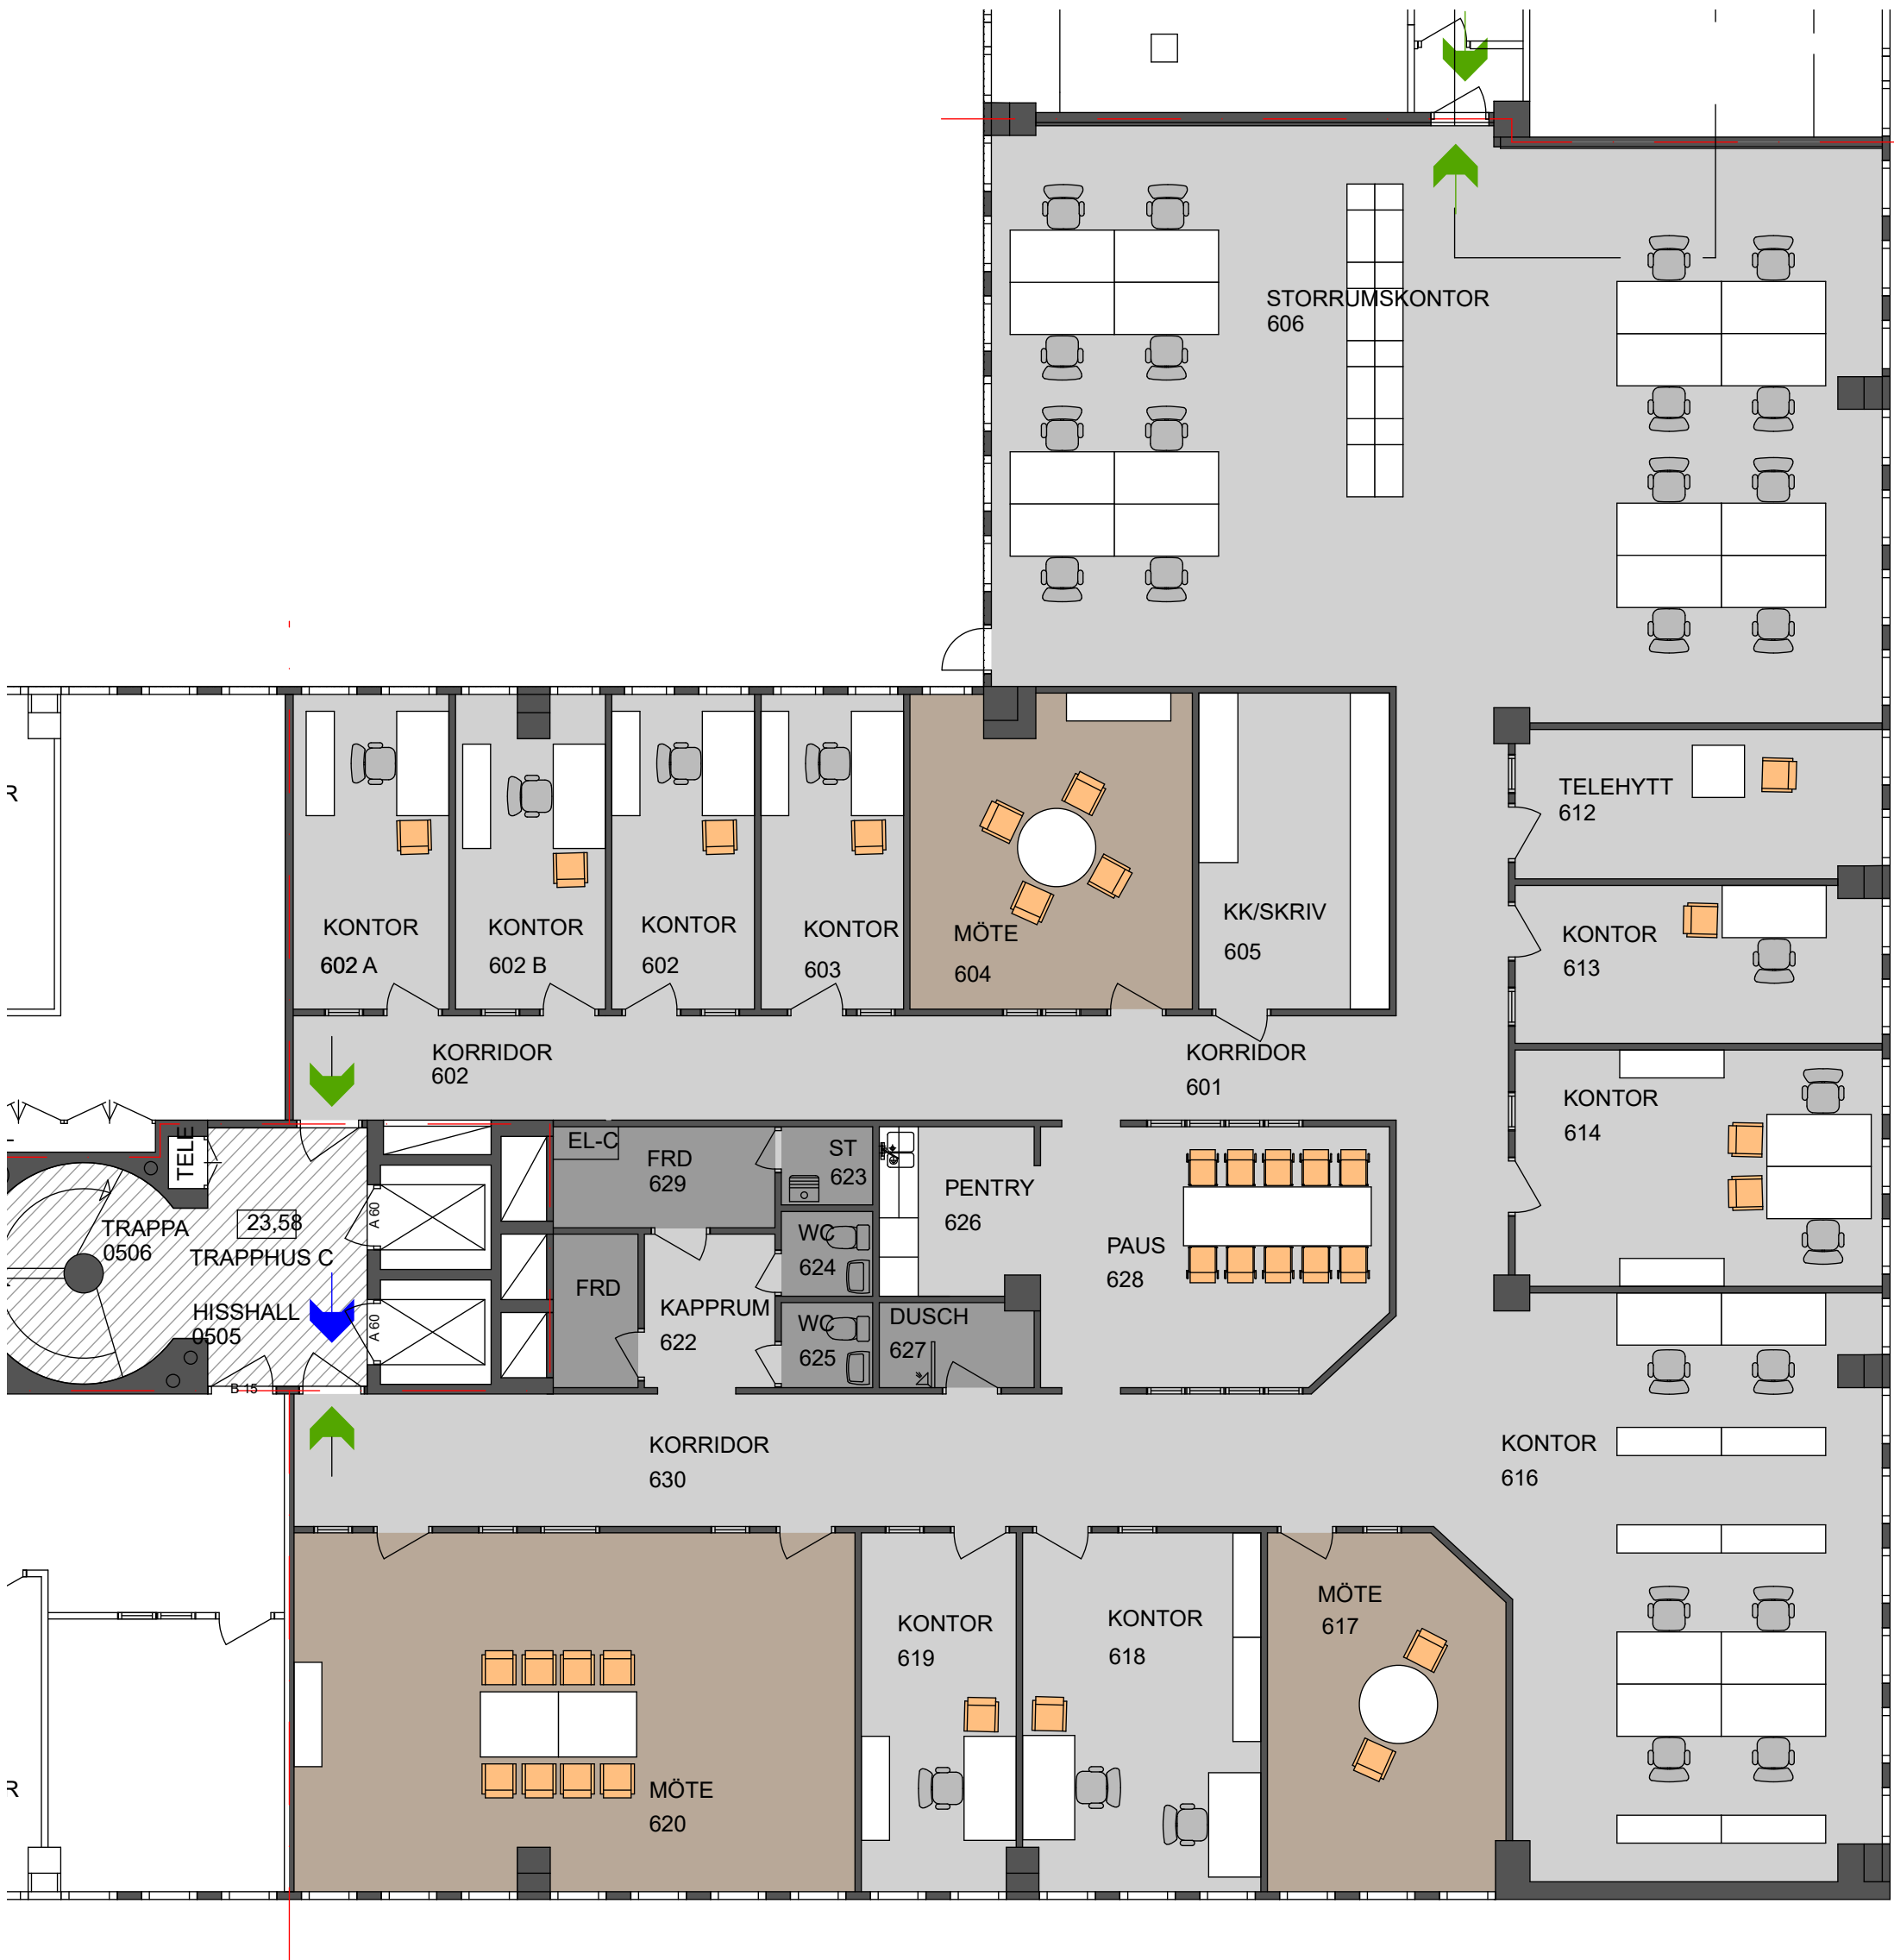 STORRUMSKONTOR
606
R
TELEHYTT
612
KONTOR
602 A
KONTOR
602 B
KONTOR
602
KONTOR
603
MÖTE
604
KK/SKRIV
605
KONTOR
613
KORRIDOR
602
KORRIDOR
601
KONTOR
614
TELE
EL-C
FRD
629
ST
623
PENTRY
626
TRAPPA
0506
23,58
TRAPPHUS C
A 60
WC
624
PAUS
628
FRD
KAPPRUM
622
HISSHALL
0505
A 60
WC
625
DUSCH
627
B 15
KORRIDOR
630
KONTOR
616
MÖTE
617
KONTOR
619
KONTOR
618
R
MÖTE
620